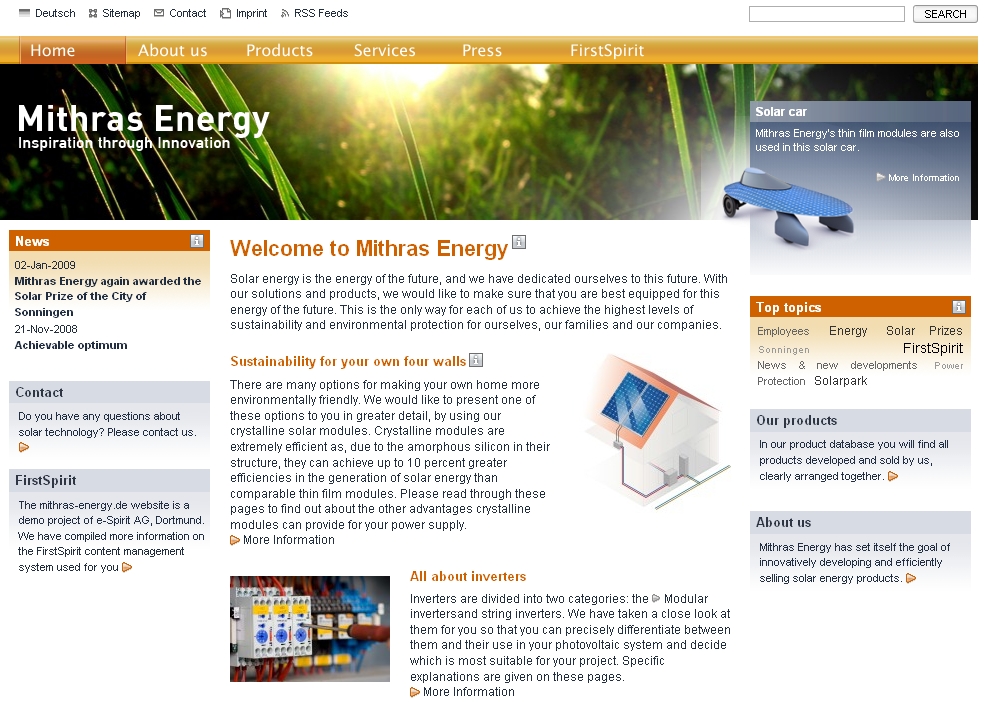 Deutsch Sitemap Contact Imprint RSS Feeds SEARCH
Home About us Products Services Press FirstSpirit
Mithras Energy
Inspiration through Innovation
Solar car
Mithras Energy's thin film modules are also
used in this solar car.
More Information
News
02-Jan-2009
Mithras Energy again awarded the
Solar Prize of the City of
Sonningen
21-Nov-2008
Achievable optimum
Contact
Do you have any questions about
solar technology? Please contact us.
FirstSpirit
The mithras-energy.de website is a
demo project of e-Spirit AG, Dortmund.
We have compiled more information on
the FirstSpirit content management
system used for you
Welcome to Mithras Energy
Solar energy is the energy of the future, and we have dedicated ourselves to this future. With
our solutions and products, we would like to make sure that you are best equipped for this
energy of the future. This is the only way for each of us to achieve the highest levels of
sustainability and environmental protection for ourselves, our families and our companies.
Sustainability for your own four walls
There are many options for making your own home more
environmentally friendly. We would like to present one of
these options to you in greater detail, by using our
crystalline solar modules. Crystalline modules are
extremely efficient as, due to the amorphous silicon in their
structure, they can achieve up to 10 percent greater
efficiencies in the generation of solar energy than
comparable thin film modules. Please read through these
pages to find out about the other advantages crystalline
modules can provide for your power supply.
More Information
All about inverters
Inverters are divided into two categories: the Modular
invertersand string inverters. We have taken a close look at
them for you so that you can precisely differentiate between
them and their use in your photovoltaic system and decide
which is most suitable for your project. Specific
explanations are given on these pages.
More Information
Top topics
Employees Energy Solar Prizes
Sonningen FirstSpirit
News & new developments Power
Protection Solarpark
Our products
In our product database you will find all
products developed and sold by us,
clearly arranged together.
About us
Mithras Energy has set itself the goal of
innovatively developing and efficiently
selling solar energy products.